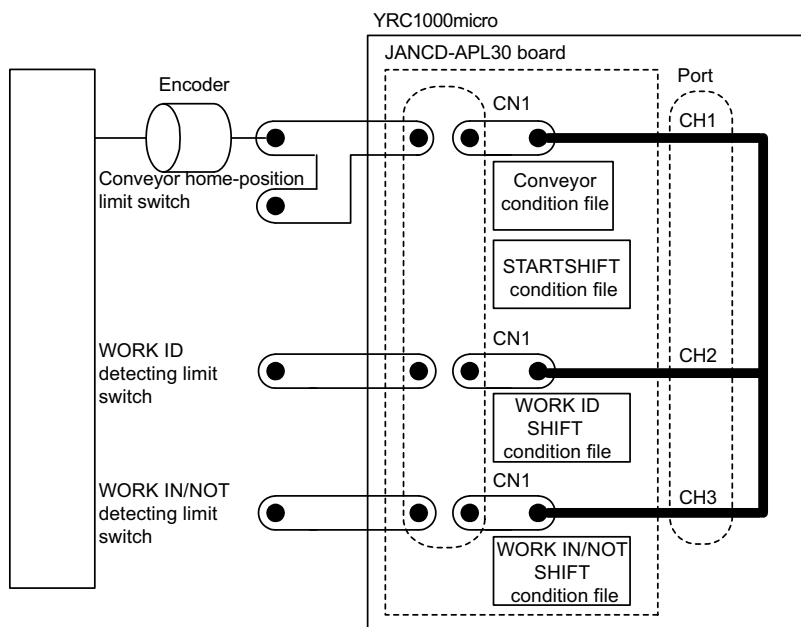 YRC1000micro
JANCD-APL30 board
Encoder
CN1
Port
CH1
Conveyor home-position
limit switch
Conveyor
condition file
STARTSHIFT
condition file
WORK ID
detecting limit
switch
CN1
CH2
WORK ID
SHIFT
condition file
WORK IN/NOT
detecting limit
switch
CN1
CH3
WORK IN/NOT
SHIFT
condition file